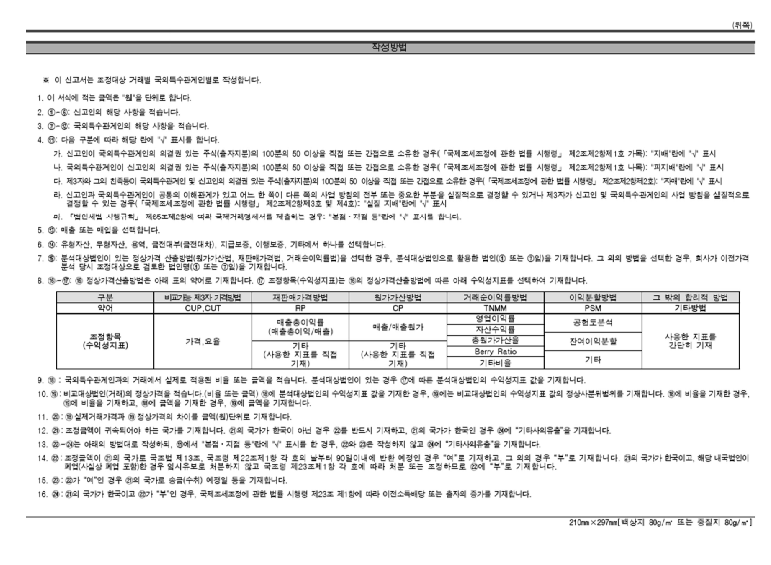 (뒤쪽)
작성방법
※ 이 신고서는 조정대상 거래별 국외특수관계인별로 작성합니다.
1. 이 서식에 적는 금액은 "원"을 단위로 합니다.
2. ⑤~⑥: 신고인의 해당 사항을 적습니다.
3. ⑦~⑩: 국외특수관계인의 해당 사항을 적습니다.
4. ⑪: 다음 구분에 따라 해당 란에 "√" 표시를 합니다.
가. 신고인이 국외특수관계인의 의결권 있는 주식(출자지분)의 100분의 50 이상을 직접 또는 간접으로 소유한 경우(「국제조세조정에 관한 법률 시행령」 제2조제2항제1호 가목): "지배"란에 "√" 표시
나. 국외특수관계인이 신고인의 의결권 있는 주식(출자지분)의 100분의 50 이상을 직접 또는 간접으로 소유한 경우(「국제조세조정에 관한 법률 시행령」 제2조제2항제1호 나목): "피지배"란에 "√" 표시
다. 제3자와 그의 친족등이 국외특수관계인 및 신고인의 의결권 있는 주식(출자지분)의 100분의 50 이상을 직접 또는 간접으로 소유한 경우(「국제조세조정에 관한 법률 시행령」 제2조제2항제2호): "자매"란에 "√" 표시
라. 신고인과 국외특수관계인이 공통의 이해관계가 있고 어느 한 쪽이 다른 쪽의 사업 방침의 전부 또는 중요한 부분을 실질적으로 결정할 수 있거나 제3자가 신고인 및 국외특수관계인의 사업 방침을 실질적으로
결정할 수 있는 경우(「국제조세조정에 관한 법률 시행령」 제2조제2항제3호 및 제4호): "실질 지배"란에 "√" 표시
마. 「법인세법 시행규칙」 제65조제2항에 따라 국제거래명세서를 제출하는 경우: "본점·지점 등"란에 "√" 표시를 합니다.
5. ⑬: 매출 또는 매입을 선택합니다.
6. ⑭: 유형자산, 무형자산, 용역, 금전대부(금전대차), 지급보증, 이행보증, 기타에서 하나를 선택합니다.
7. 분석대상법인이 있는 정상가격 산출방법(원가가산법, 재판매가격법, 거래순이익률법)을 선택한 경우, 분석대상법인으로 활용한 법인을 기재합니다. 그 외의 방법을 선택한 경우, 회사가 이전가격
분석 당시 조정대상으로 검토한 법인명을 기재합니다.
8. ⑯~⑰: ⑯ 정상가격산출방법은 아래 표의 약어로 기재합니다. ⑰ 조정항목(수익성지표)는 ⑯의 정상가격산출방법에 따른 아래 수익성지표를 선택하여 기재합니다.
구분 비교가능 제3자 가격방법 재판매가격방법 원가가산방법 거래순이익률방법 이익분할방법 그 밖의 합리적 방법
약어 CUP,CUT RP CP TNMM PSM 기타방법
조정항목
(수익성지표)
가격,요율
매출총이익률
(매출총이익/매출)
기타
(사용한 지표를 직접
기재)
매출/매출원가
기타
(사용한 지표를 직접
기재)
영업이익률
자산수익률
총원가가산율
Berry Ratio
기타비율
공헌도분석
잔여이익분할
기타
사용한 지표를
간단히 기재
9. ⑱: 국외특수관계인과의 거래에서 실제로 적용된 비율 또는 금액을 적습니다. 분석대상법인이 있는 경우 ⑰에 따른 분석대상법인의 수익성지표 값을 기재합니다.
10. ⑲: 비교대상법인(거래)의 정상가격을 적습니다.(비율 또는 금액) ⑱에 분석대상법인의 수익성지표 값을 기재한 경우, ⑲에는 비교대상법인의 수익성지표 값의 정상사분위범위를 기재합니다. ⑱에 비율을 기재한 경우,
⑲에 비율을 기재하고, ⑱에 금액을 기재한 경우, ⑲에 금액을 기재합니다.
11. ⑳: ⑱실제거래가격과 ⑲정상가격의 차이를 금액(원)단위로 기재합니다.
12. ㉑: 조정금액이 귀속되어야 하는 국가를 기재합니다. ㉑의 국가가 한국이 아닌 경우 ㉒를 반드시 기재하고, ㉑의 국가가 한국인 경우 ㉔에 "기타사외유출"을 기재합니다.
13. ㉒~㉔는 아래의 방법대로 작성하되, ⑪에서 "본점·지점 등"란에 "√" 표시를 한 경우, ㉒와 ㉓은 작성하지 않고 ㉔에 "기타사외유출"을 기재합니다.
14. ㉒: 조정금액이 ㉑의 국가로 국조법 제13조, 국조령 제22조제1항 각 호의 날부터 90일이내에 반환 예정인 경우 "여"로 기재하고, 그 외의 경우 "부"로 기재합니다. ㉑의 국가가 한국이고, 해당 내국법인이
폐업(사실상 폐업 포함)한 경우 임시유보로 처분하지 않고 국조령 제23조제1항 각 호에 따라 처분 또는 조정하므로 ㉒에 "부"로 기재합니다.
15. ㉓: ㉒가 "여"인 경우 ㉑의 국가로 송금(수취) 예정일 등을 기재합니다.
16. ㉔: ㉑의 국가가 한국이고 ㉒가 "부"인 경우, 국제조세조정에 관한 법률 시행령 제23조 제1항에 따라 이전소득배당 또는 출자의 증가를 기재합니다.
210㎜×297㎜[백상지 80g/㎡ 또는 중질지 80g/㎡]